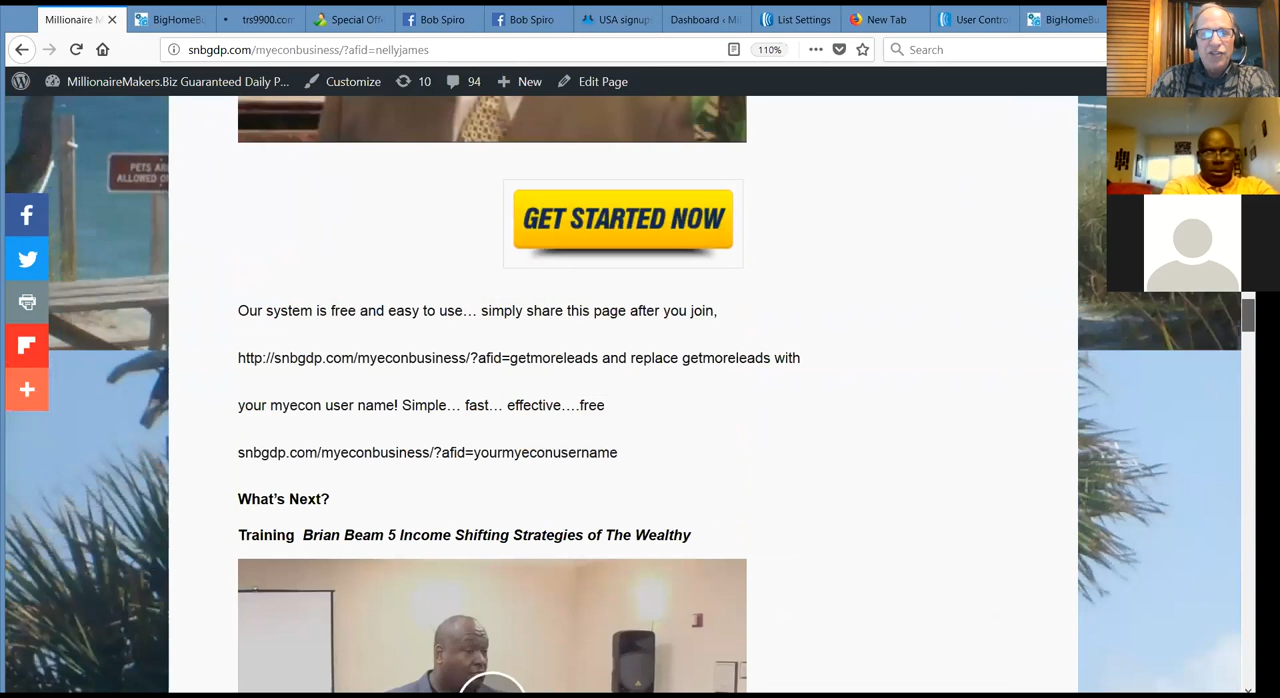 Millionaire M
BigHomeBu
trs9900.com
Special Off
Bob Spiro
Bob Spiro
USA signup
Dashboard ‹ Mi
List Settings
New Tab
User Contro
BigHomeBu
snbgdp.com/myeconbusiness/?afid=nellyjames
110%
Search
MillionaireMakers.Biz Guaranteed Daily P...
Customize
10
94
New
Edit Page
PETS AR
ALLOWED O
GET STARTED NOW
Our system is free and easy to use… simply share this page after you join,
http://snbgdp.com/myeconbusiness/?afid=getmoreleads and replace getmoreleads with
your myecon user name! Simple… fast… effective….free
snbgdp.com/myeconbusiness/?afid=yourmyeconusername
What's Next?
Training Brian Beam 5 Income Shifting Strategies of The Wealthy